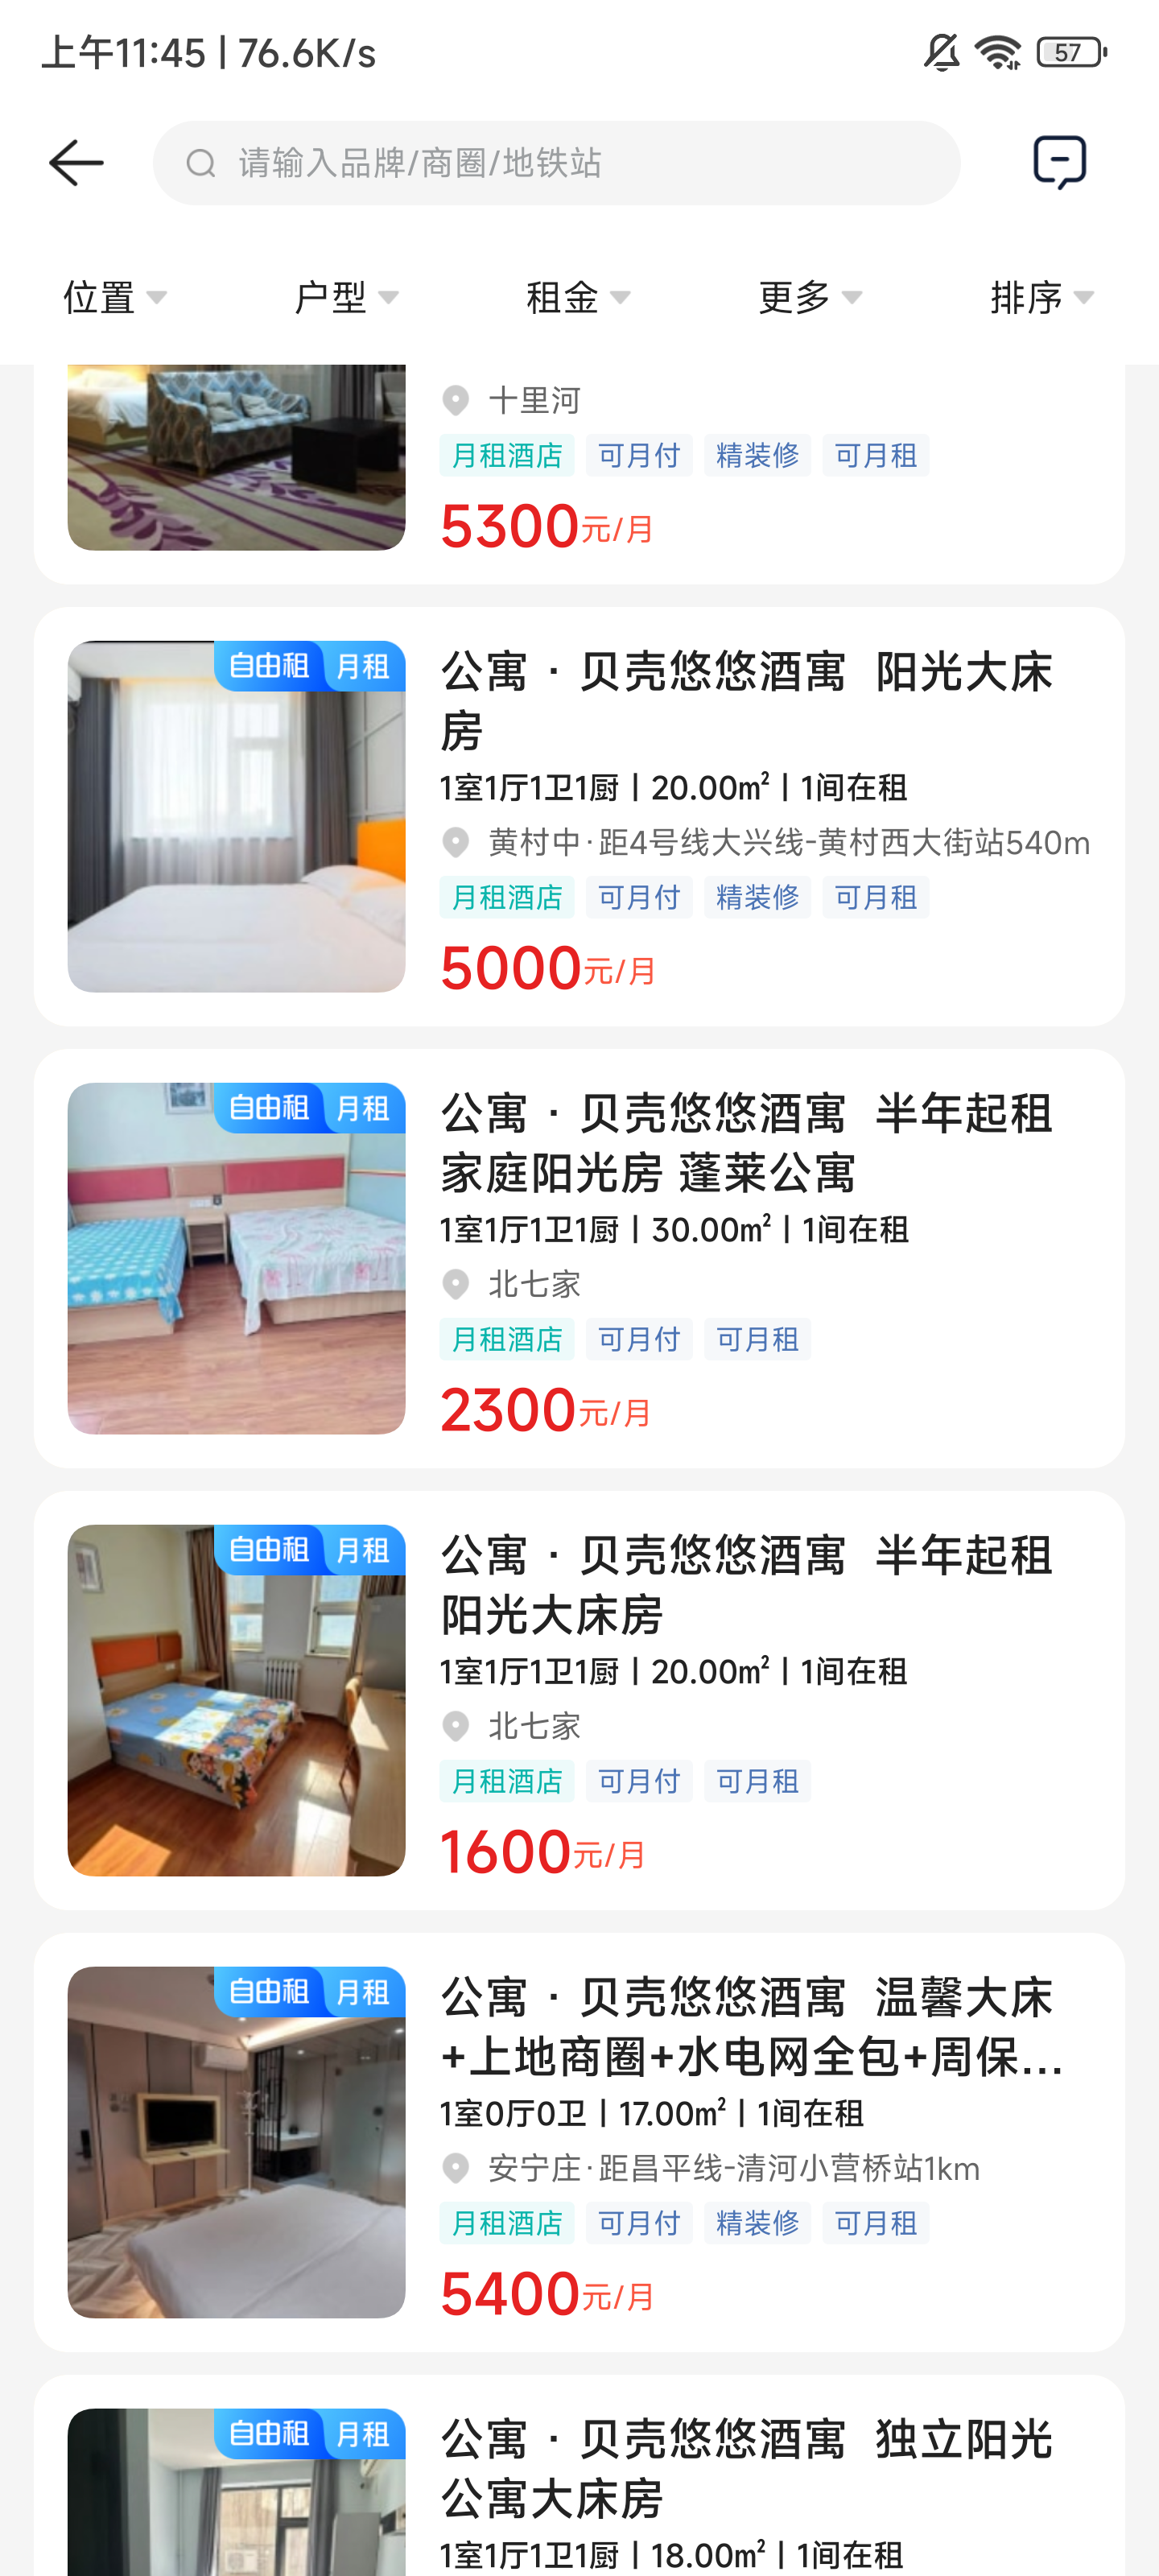 上午11:45 | 76.6K/s
57
请输入品牌/商圈/地铁站
位置
户型
租金
更多
排序
十里河
月租酒店 可月付 精装修 可月租
5300元/月
自由租 月租
公寓 · 贝壳悠悠酒寓 阳光大床
房
1室1厅1卫1厨 | 20.00㎡ | 1间在租
黄村中·距4号线大兴线-黄村西大街站540m
月租酒店 可月付 精装修 可月租
5000元/月
自由租 月租
公寓 · 贝壳悠悠酒寓 半年起租
家庭阳光房 蓬莱公寓
1室1厅1卫1厨 | 30.00㎡ | 1间在租
北七家
月租酒店 可月付 可月租
2300元/月
自由租 月租
公寓 · 贝壳悠悠酒寓 半年起租
阳光大床房
1室1厅1卫1厨 | 20.00㎡ | 1间在租
北七家
月租酒店 可月付 可月租
1600元/月
自由租 月租
公寓 · 贝壳悠悠酒寓 温馨大床
+上地商圈+水电网全包+周保...
1室0厅0卫 | 17.00㎡ | 1间在租
安宁庄·距昌平线-清河小营桥站1km
月租酒店 可月付 精装修 可月租
5400元/月
自由租 月租
公寓 · 贝壳悠悠酒寓 独立阳光
公寓大床房
1室1厅1卫1厨 | 18.00㎡ | 1间在租